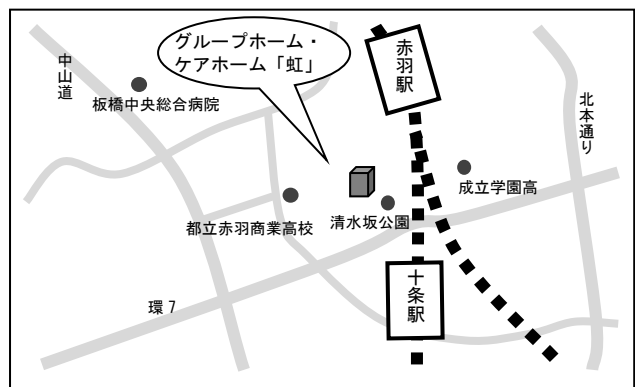 グループホーム・
ケアホーム「虹」
赤羽駅
中山道
板橋中央総合病院
北本通り
成立学園高
都立赤羽商業高校
清水坂公園
十条駅
環7